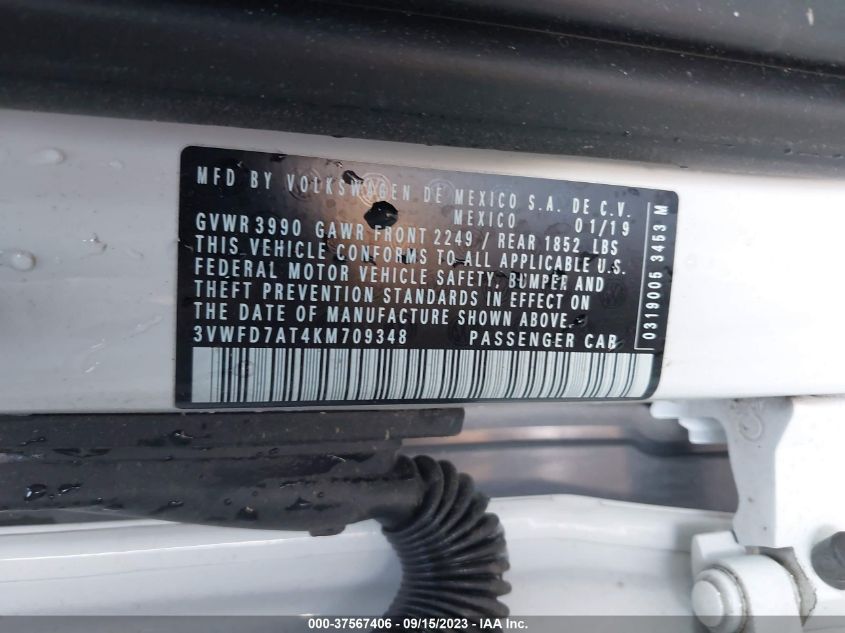 MFD BY VOLKSWAGEN DE MEXICO S.A. DE C.V.
MEXICO 01/19
GVWR 3990 GAWR FRONT 2249 / REAR 1852 LBS
THIS VEHICLE CONFORMS TO ALL APPLICABLE U.S.
FEDERAL MOTOR VEHICLE SAFETY, BUMPER AND
THEFT PREVENTION STANDARDS IN EFFECT ON
THE DATE OF MANUFACTURE SHOWN ABOVE.
3VWFD7AT4KM709348 PASSENGER CAR
0319005 3453 M
000-37567406 - 09/15/2023 - IAA Inc.